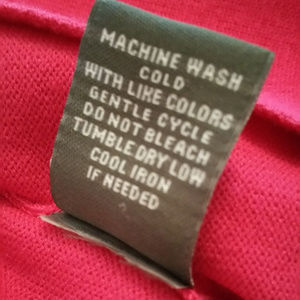 MACHINE WASH
COLD
WITH LIKE COLORS
GENTLE CYCLE
DO NOT BLEACH
TUMBLE DRY LOW
COOL IRON
IF NEEDED